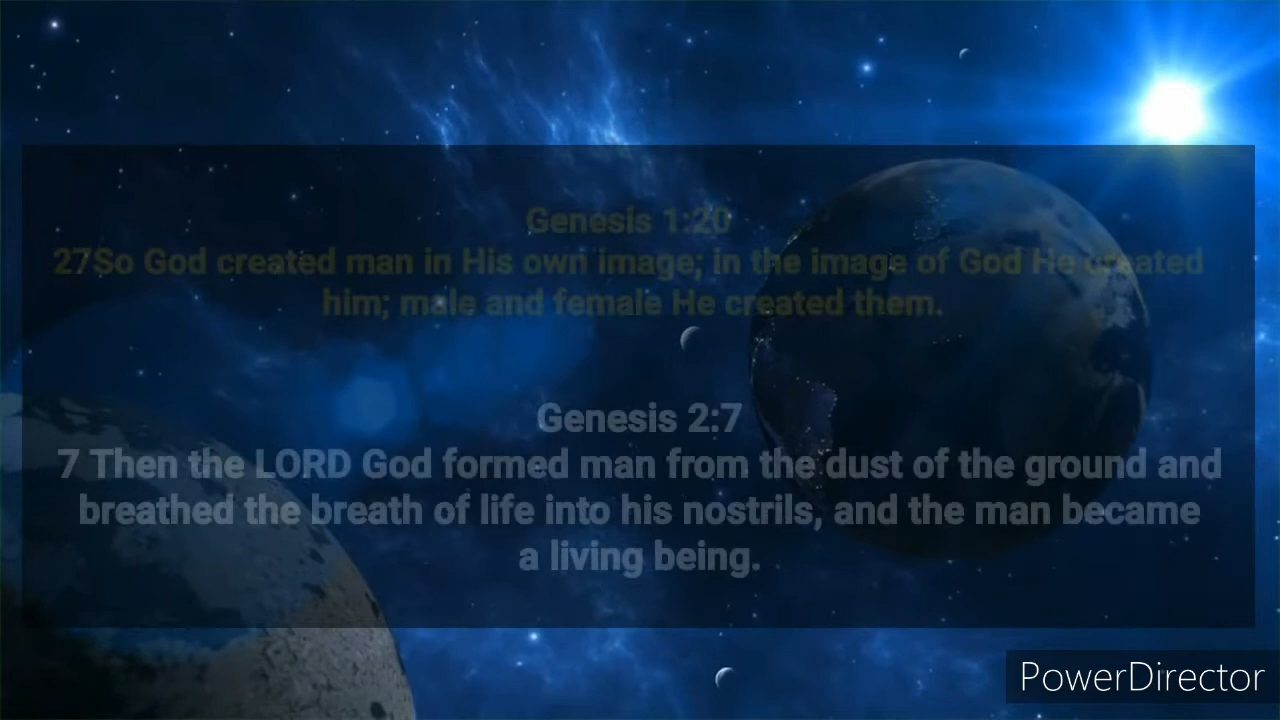 Genesis 1:20
27So God created man in His own image; in the image of God He created
him; male and female He created them.
Genesis 2:7
7 Then the LORD God formed man from the dust of the ground and
breathed the breath of life into his nostrils, and the man became
a living being.
PowerDirector